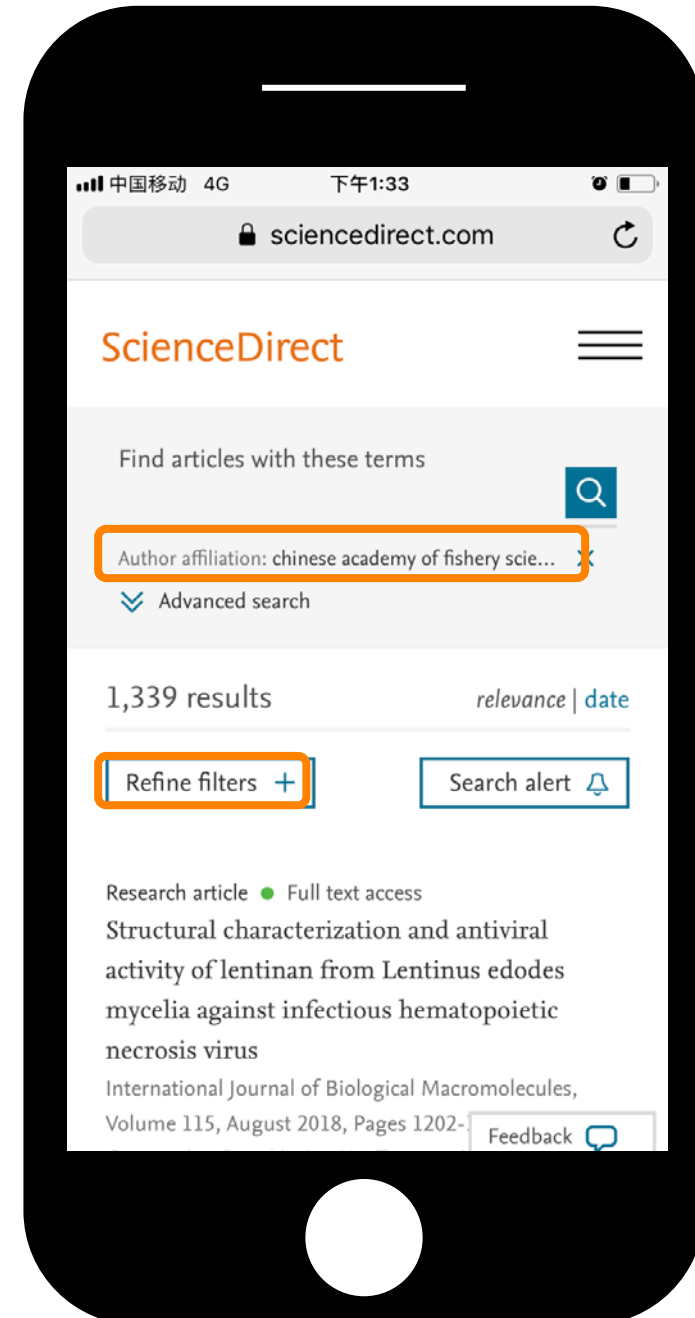 中国移动 4G 下午1:33
sciencedirect.com
ScienceDirect
Find articles with these terms
Author affiliation: chinese academy of fishery scie...
Advanced search
1,339 results relevance | date
Refine filters + Search alert
Research article Full text access
Structural characterization and antiviral
activity of lentinan from Lentinus edodes
mycelia against infectious hematopoietic
necrosis virus
International Journal of Biological Macromolecules,
Volume 115, August 2018, Pages 1202-
Feedback